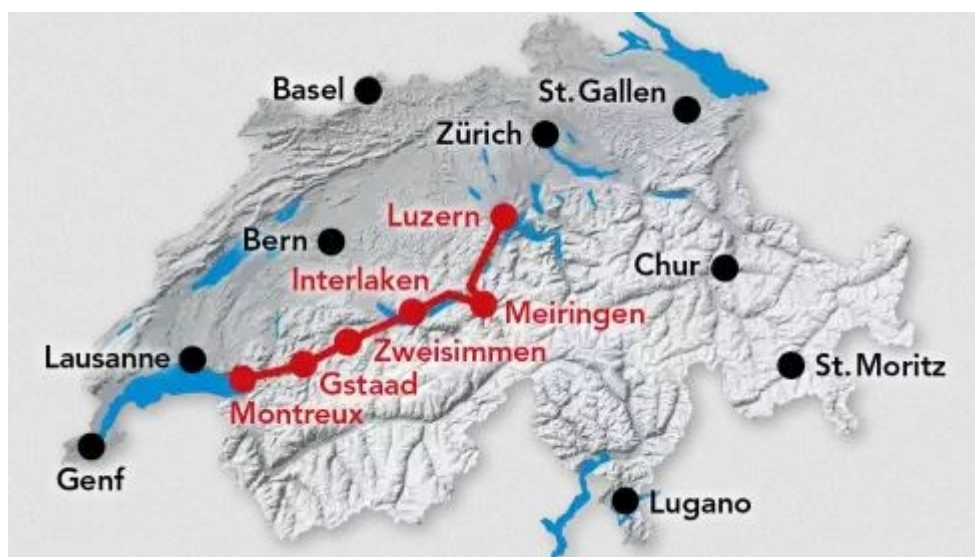 Basel
St. Gallen
Zürich
Luzern
Bern
Chur
Interlaken
Meiringen
Lausanne
Zweisimmen
St. Moritz
Gstaad
Montreux
Genf
Lugano